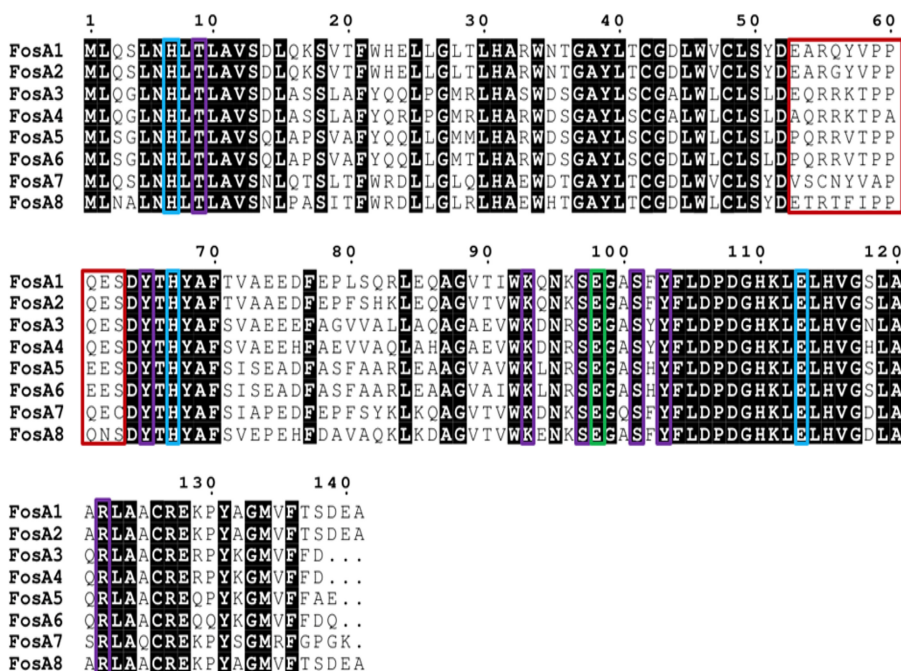 1 10 20 30 40 50 60
FosA1 MLQSLNHLTLAVSDLQKSVTFWHELLGLTLHARWNTGAYLTCGDLWVCLSYDEARQYVPP
FosA2 MLQSLNHLTLAVSDLQKSVTFWHELLGLTLHARWNTGAYLTCGDLWVCLSYDEARGYVPP
FosA3 MLQGLNHLTLAVSDLASSLAFYQQLPGMRLHASWDSGAYLSCGALWLCLSLDEQRRKTPP
FosA4 MLQGLNHLTLAVSDLASSLAFYQRLPGMRLHASWDSGAYLSCGALWLCLSLDAQRRKTPA
FosA5 MLSGLNHLTLAVSQLAPSVAFYQQLLGMMLHARWDSGAYLSCGDLWLCLSLDPQRRVTPP
FosA6 MLSGLNHLTLAVSQLAPSVAFYQQLLGMTLHARWDSGAYLSCGDLWLCLSLDPQRRVTPP
FosA7 MLQSLNHLTLAVSNLQTSLTFWRDLLGLQLHAEWDTGAYLTCGDLWVCLSYDVSCNYVAP
FosA8 MLNALNHLTLAVSNLPASITFWRDLLGLRLHAEWHTGAYLTCGDLWLCLSYDETRTFIPP
70 80 90 100 110 120
FosA1 QESDYTHYAFTVAEEDFEPLSQRLEQAGVTIWKQNKSEGASFYFLDPDGHKLELHVGSLA
FosA2 QESDYTHYAFTVAAEDFEPFSHKLEQAGVTVWKQNKSEGASFYFLDPDGHKLELHVGSLA
FosA3 QESDYTHYAFSVAEEEFAGVVALLAQAGAEVWKDNRSEGASYYFLDPDGHKLELHVGNLA
FosA4 QESDYTHYAFSVAEEHFAEVVAQLAHAGAEVWKDNRSEGASYYFLDPDGHKLELHVGHLA
FosA5 EESDYTHYAFSISEADFASFAARLEAAGVAVWKLNRSEGASHYFLDPDGHKLELHVGSLA
FosA6 EESDYTHYAFSISEADFASFAARLEAAGVAIWKLNRSEGASHYFLDPDGHKLELHVGSLA
FosA7 QECDYTHYAFSIAPEDFEPFSYKLKQAGVTVWKQNKSEGQSFYFLDPDGHKLELHVGDLA
FosA8 QNSDYTHYAFSVEPEHFDAVAQKLKDAGVTVWKENKSEGASFYFLDPDGHKLELHVGDLA
130 140
FosA1 ARLAACREKPYAGMVFTSDEA
FosA2 ARLAACREKPYAGMVFTSDEA
FosA3 QRLAACRERPYKGMVFFD...
FosA4 QRLAACRERPYKGMVFFD...
FosA5 QRLAACREQPYKGMVFFAE..
FosA6 QRLAACREQQYKGMVFFDQ..
FosA7 SRLAQCREKPYSGMRFGPGK.
FosA8 ARLAACREKPYAGMVFTSDEA